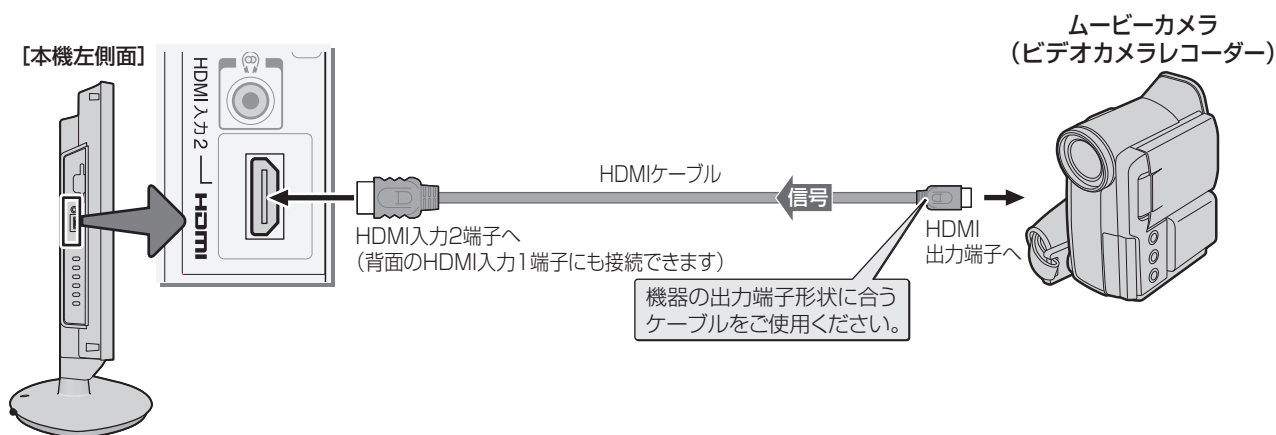 ムービーカメラ
（ビデオカメラレコーダー）
［本機左側面］
HDMI入力2
HDMI
HDMIケーブル
信号
HDMI入力2端子へ
（背面のHDMI入力1端子にも接続できます）
HDMI
出力端子へ
機器の出力端子形状に合う
ケーブルをご使用ください。